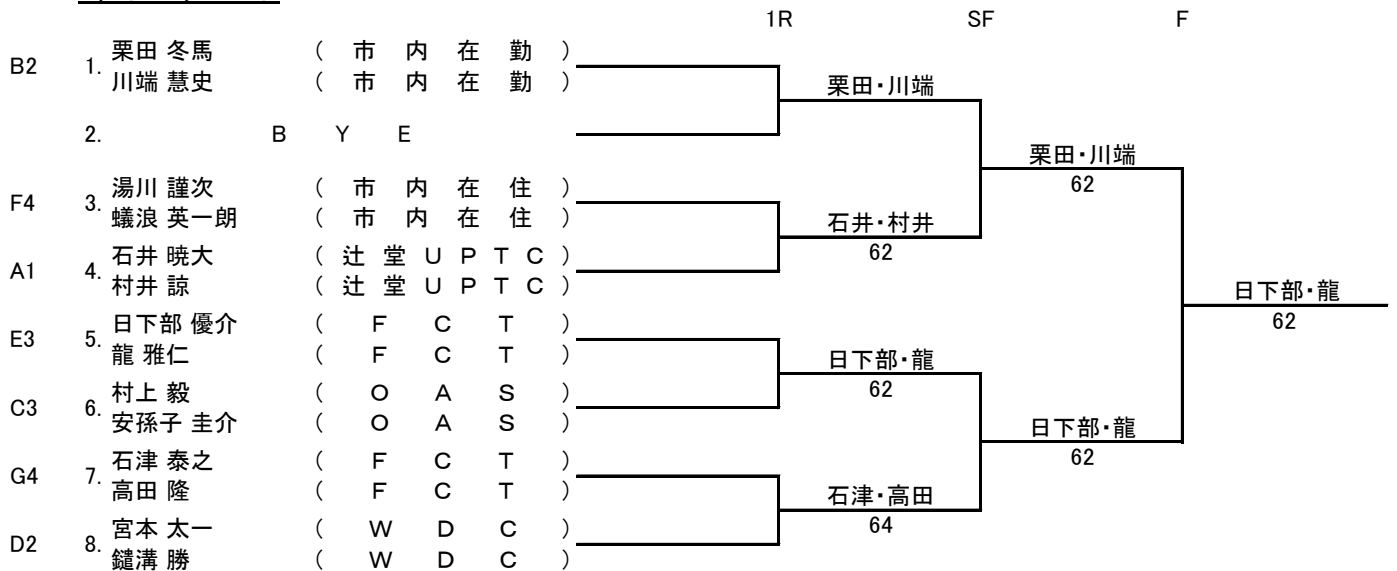 1R SF F
B2 1. 栗田 冬馬 ( 市 内 在 勤 )
川端 慧史 ( 市 内 在 勤 )
栗田・川端
2. B Y E
栗田・川端
62
F4 3. 湯川 謹次 ( 市 内 在 住 )
蟻浪 英一朗 ( 市 内 在 住 )
石井・村井
62
A1 4. 石井 暁大 ( 辻 堂 U P T C )
村井 諒 ( 辻 堂 U P T C )
日下部・龍
62
E3 5. 日下部 優介 ( F C T )
龍 雅仁 ( F C T )
日下部・龍
62
C3 6. 村上 毅 ( O A S )
安孫子 圭介 ( O A S )
日下部・龍
62
G4 7. 石津 泰之 ( F C T )
高田 隆 ( F C T )
石津・高田
64
D2 8. 宮本 太一 ( W D C )
鑓溝 勝 ( W D C )